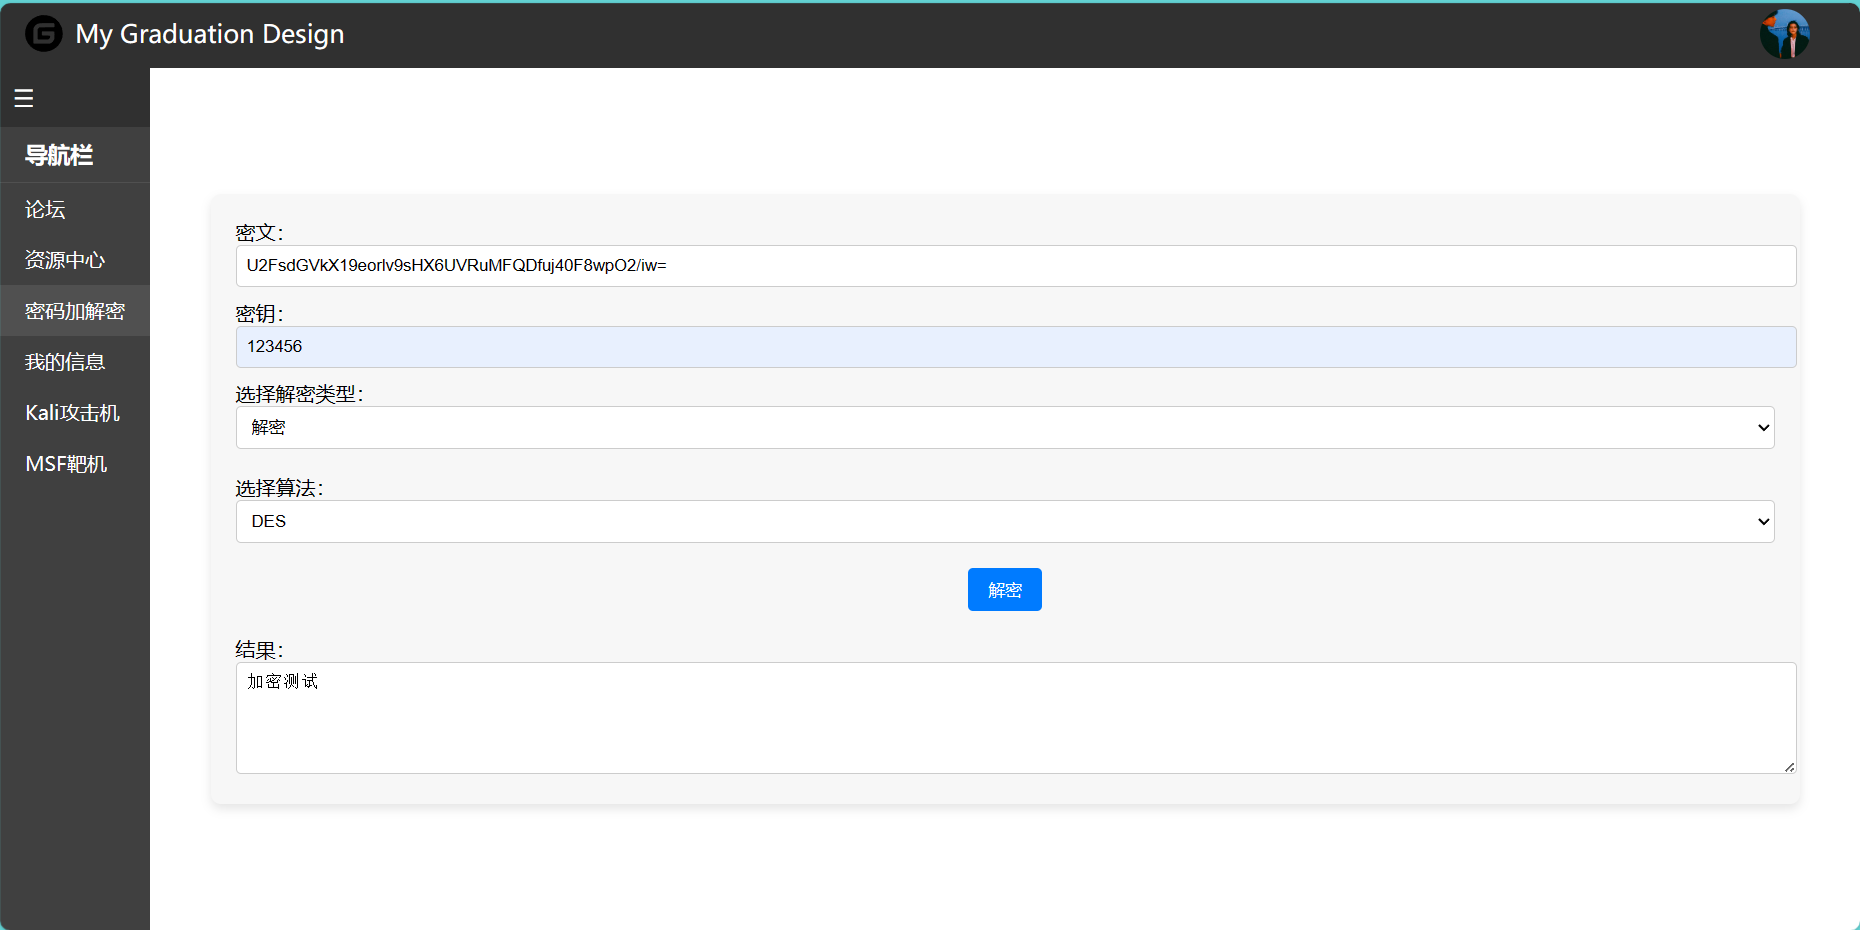 My Graduation Design
☰
导航栏
论坛
资源中心
密码加解密
我的信息
Kali攻击机
MSF靶机
密文：
U2FsdGVkX19eorlv9sHX6UVRuMFQDfuj40F8wpO2/iw=
密钥：
123456
选择解密类型：
解密
选择算法：
DES
解密
结果：
加密测试